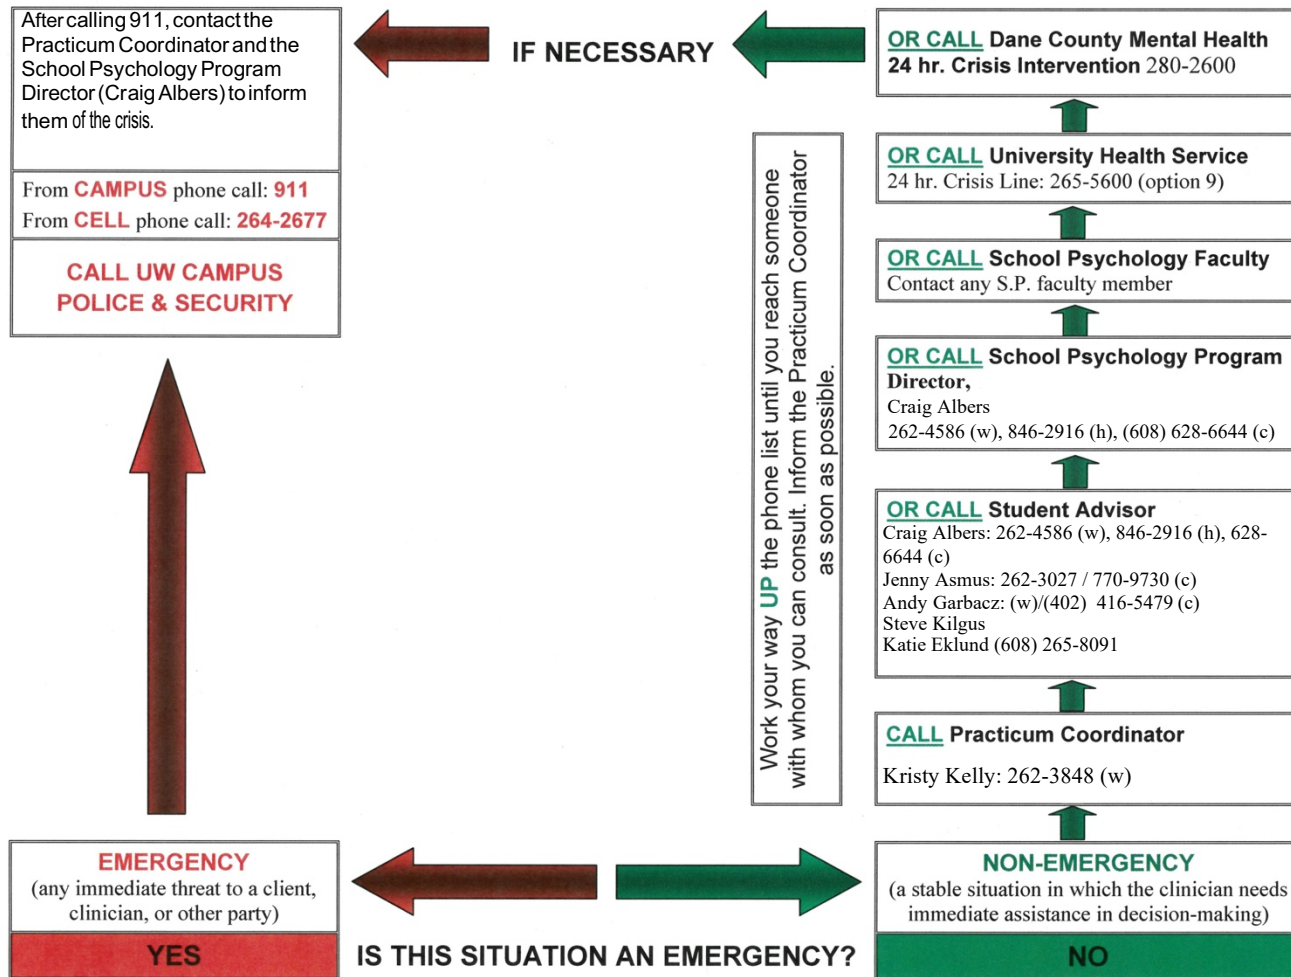 After calling 911, contact the
Practicum Coordinator and the
School Psychology Program
Director (Craig Albers) to inform
them of the crisis.
From CAMPUS phone call: 911
From CELL phone call: 264-2677
CALL UW CAMPUS
POLICE & SECURITY
EMERGENCY
(any immediate threat to a client,
clinician, or other party)
YES
IF NECESSARY
IS THIS SITUATION AN EMERGENCY?
Work your way UP the phone list until you reach someone
with whom you can consult. Inform the Practicum Coordinator
as soon as possible.
OR CALL Dane County Mental Health
24 hr. Crisis Intervention 280-2600
OR CALL University Health Service
24 hr. Crisis Line: 265-5600 (option 9)
OR CALL School Psychology Faculty
Contact any S.P. faculty member
OR CALL School Psychology Program
Director,
Craig Albers
262-4586 (w), 846-2916 (h), (608) 628-6644 (c)
OR CALL Student Advisor
Craig Albers: 262-4586 (w), 846-2916 (h), 628-
6644 (c)
Jenny Asmus: 262-3027 / 770-9730 (c)
Andy Garbacz: (w)/(402) 416-5479 (c)
Steve Kilgus
Katie Eklund (608) 265-8091
CALL Practicum Coordinator
Kristy Kelly: 262-3848 (w)
NON-EMERGENCY
(a stable situation in which the clinician needs
immediate assistance in decision-making)
NO